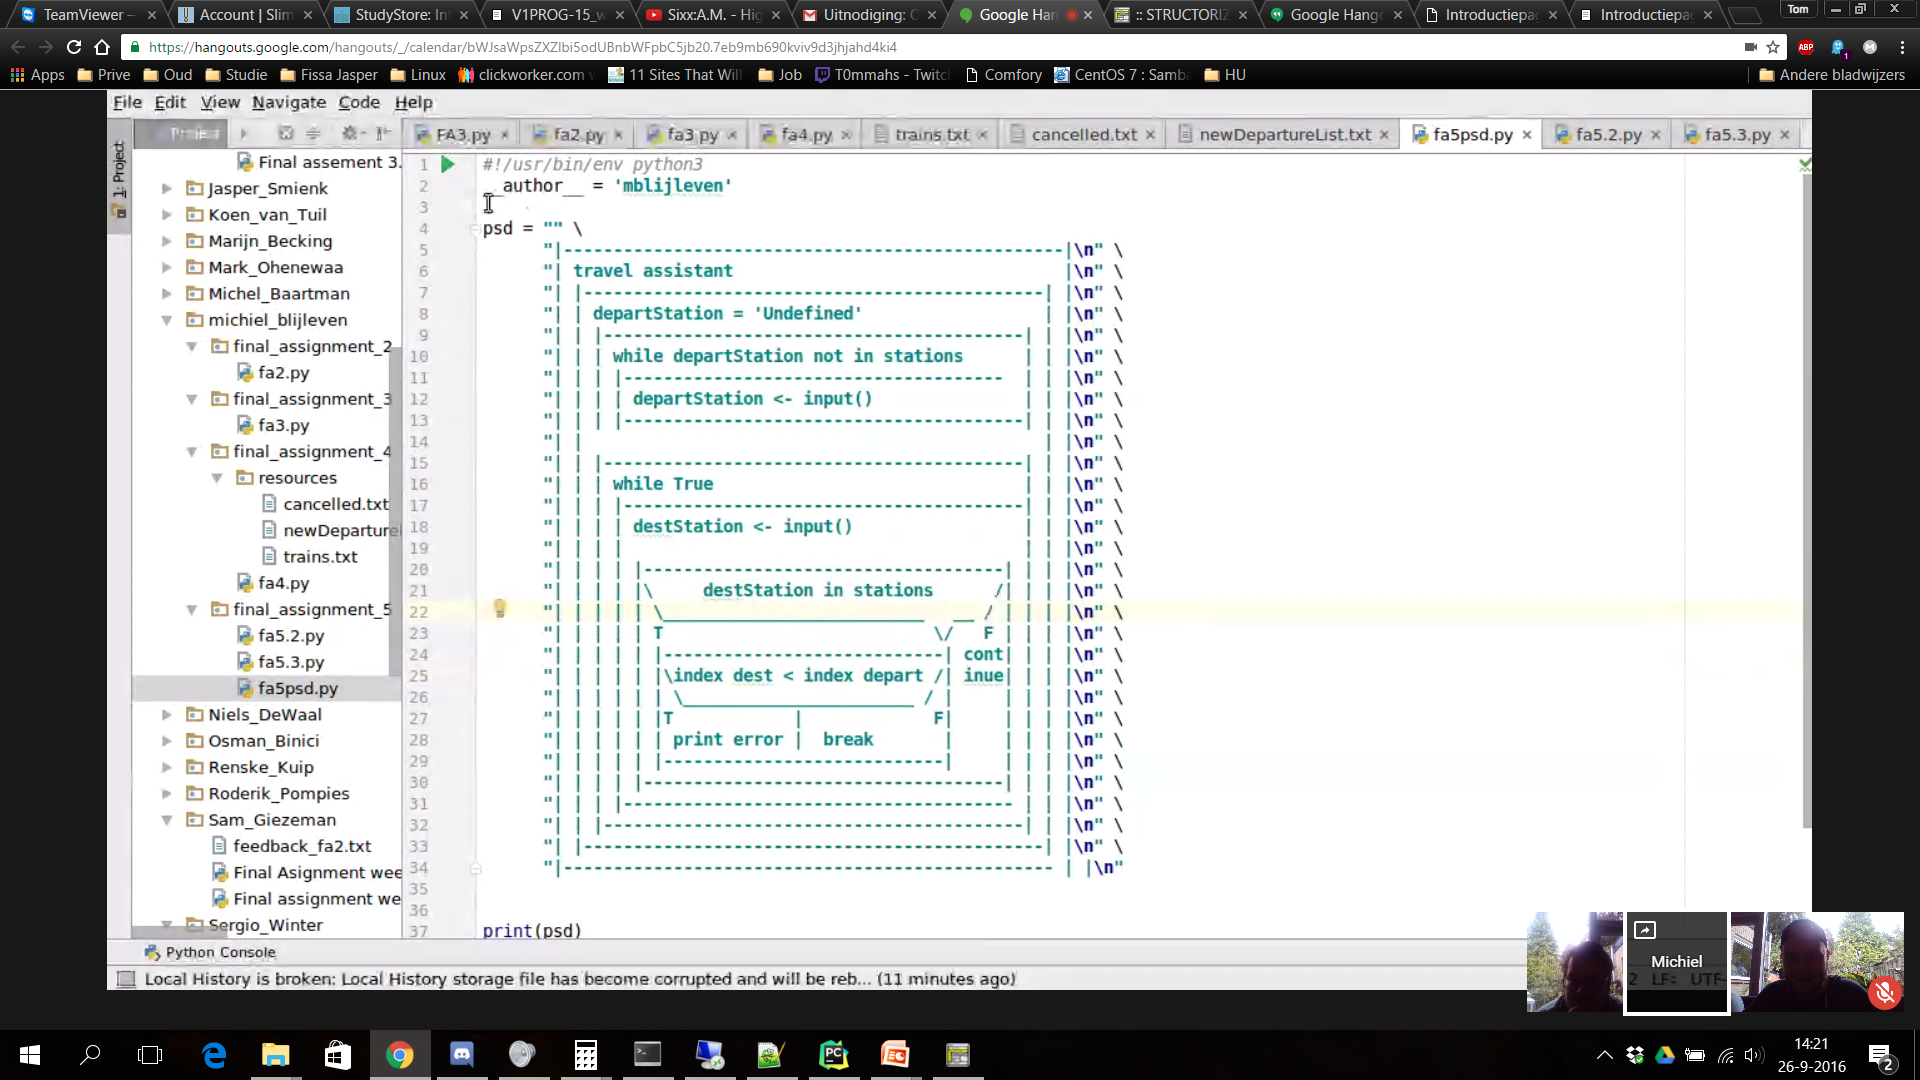 TeamViewer –
Account | Slim
StudyStore: Int
V1PROG-15_w
Sixx:A.M. - Hig
Uitnodiging: C
Google Han
:: STRUCTORIZ
Google Hango
Introductiepag
Introductiepag
Tom
https://hangouts.google.com/hangouts/_/calendar/bWJsaWpsZXZlbi5odUBnbWFpbC5jb20.7eb9mb690kviv9d3jhjahd4ki4
ABP
1
Apps
Prive
Oud
Studie
Fissa Jasper
Linux
clickworker.com
11 Sites That Will
Job
T0mmahs - Twitch
Comfory
CentOS 7 : Samba
HU
Andere bladwijzers
File Edit View Navigate Code Help
Project
FA3.py
fa2.py
fa3.py
fa4.py
trains.txt
cancelled.txt
newDepartureList.txt
fa5psd.py
fa5.2.py
fa5.3.py
1: Project
Final assement 3.
Jasper_Smienk
Koen_van_Tuil
Marijn_Becking
Mark_Ohenewaa
Michel_Baartman
michiel_blijleven
final_assignment_2
fa2.py
final_assignment_3
fa3.py
final_assignment_4
resources
cancelled.txt
newDeparture
trains.txt
fa4.py
final_assignment_5
fa5.2.py
fa5.3.py
fa5psd.py
Niels_DeWaal
Osman_Binici
Renske_Kuip
Roderik_Pompies
Sam_Giezeman
feedback_fa2.txt
Final Asignment wee
Final assignment we
Sergio_Winter
1 #!/usr/bin/env python3
2 __author__ = 'mblijleven'
3
4 psd = "" \
5 "|--------------------------------------------------|\n" \
6 "| travel assistant |\n" \
7 "| |----------------------------------------------| |\n" \
8 "| | departStation = 'Undefined' | |\n" \
9 "| | |------------------------------------------| | |\n" \
10 "| | | while departStation not in stations | | |\n" \
11 "| | | |-------------------------------------- | | |\n" \
12 "| | | | departStation <- input() | | |\n" \
13 "| | | |----------------------------------------| | |\n" \
14 "| | | |\n" \
15 "| | |------------------------------------------| | |\n" \
16 "| | | while True | | |\n" \
17 "| | | |----------------------------------------| | |\n" \
18 "| | | | destStation <- input() | | |\n" \
19 "| | | | | | |\n" \
20 "| | | | |------------------------------------| | | |\n" \
21 "| | | | |\ destStation in stations /| | | |\n" \
22 "| | | | | \__________________________ __ / | | | |\n" \
23 "| | | | | T \/ F | | | |\n" \
24 "| | | | | |----------------------------| cont| | | |\n" \
25 "| | | | | |\index dest < index depart /| inue| | | |\n" \
26 "| | | | | | \_______________________ / | | | | |\n" \
27 "| | | | | |T | F| | | | |\n" \
28 "| | | | | | print error | break | | | | |\n" \
29 "| | | | | |----------------------------| | | | |\n" \
30 "| | | | |------------------------------------| | | |\n" \
31 "| | | |--------------------------------------- | | |\n" \
32 "| | |------------------------------------------| | |\n" \
33 "| |----------------------------------------------| |\n" \
34 "|------------------------------------------------- | |\n"
35
36
37 print(psd)
Python Console
Local History is broken: Local History storage file has become corrupted and will be reb... (11 minutes ago)
2 LF÷ UTF-
Michiel
14:21
26-9-2016
2